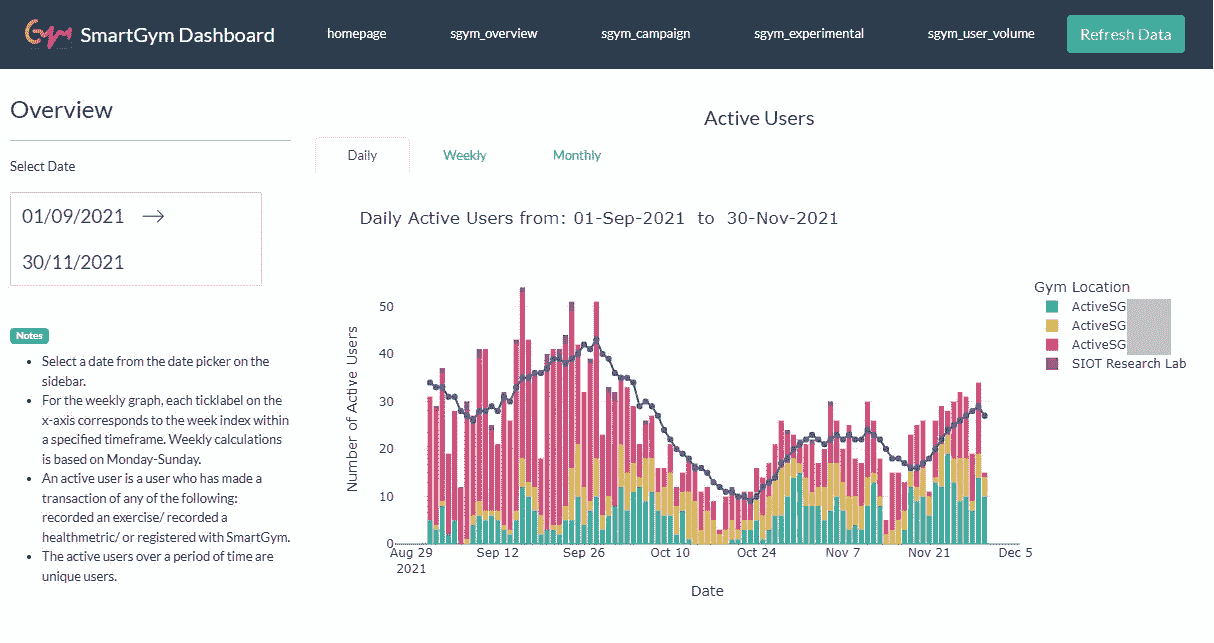 Gym SmartGym Dashboard
homepage
sgym_overview
sgym_campaign
sgym_experimental
sgym_user_volume
Refresh Data
Overview
Select Date
01/09/2021 →
30/11/2021
Notes
• Select a date from the date picker on the
sidebar.
• For the weekly graph, each ticklabel on the
x-axis corresponds to the week index within
a specified timeframe. Weekly calculations
is based on Monday-Sunday.
• An active user is a user who has made a
transaction of any of the following:
recorded an exercise/ recorded a
healthmetric/ or registered with SmartGym.
• The active users over a period of time are
unique users.
Active Users
Daily
Weekly
Monthly
Daily Active Users from: 01-Sep-2021 to 30-Nov-2021
Number of Active Users
50
40
30
20
10
0
Aug 29
2021
Sep 12
Sep 26
Oct 10
Oct 24
Nov 7
Nov 21
Dec 5
Date
Gym Location
ActiveSG
ActiveSG
ActiveSG
SIOT Research Lab